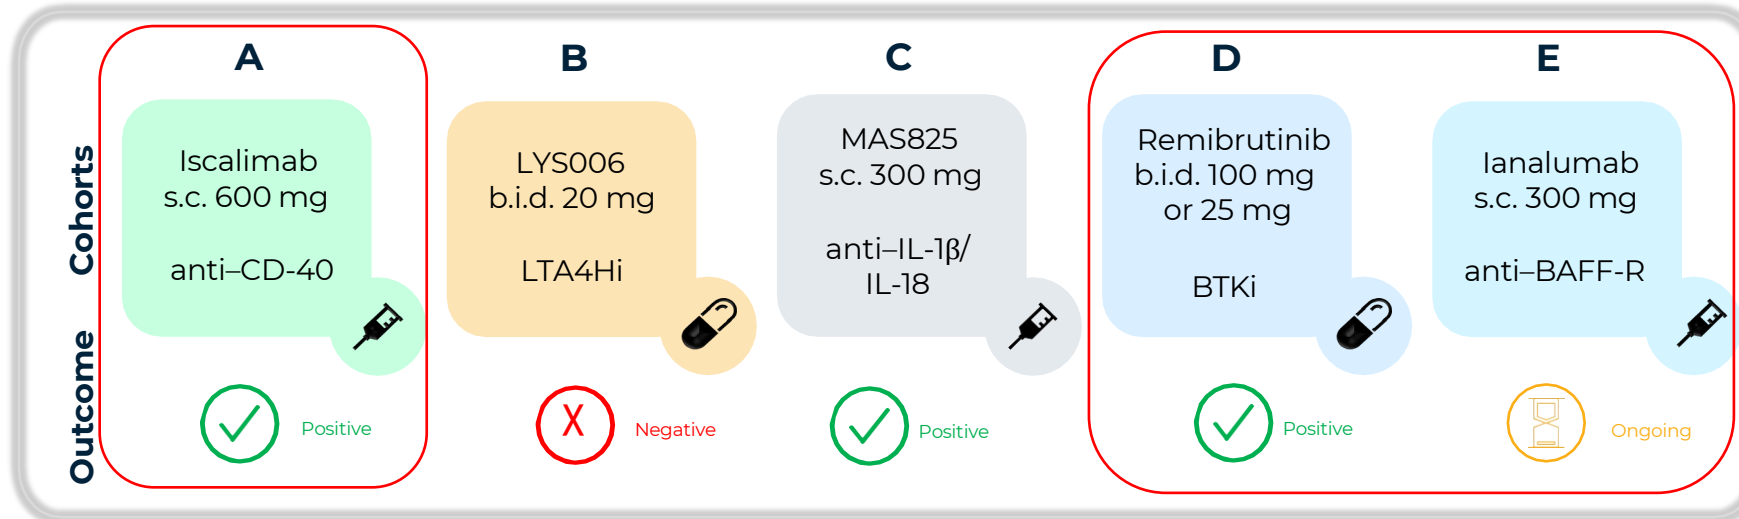 A
B
C
D
E
Cohorts
Iscalimab
s.c. 600 mg
anti–CD-40
LYS006
b.i.d. 20 mg
LTA4Hi
MAS825
s.c. 300 mg
anti–IL-1β/
IL-18
Remibrutinib
b.i.d. 100 mg
or 25 mg
BTKi
Ianalumab
s.c. 300 mg
anti–BAFF-R
Outcome
Positive
X
Negative
Positive
Positive
Ongoing